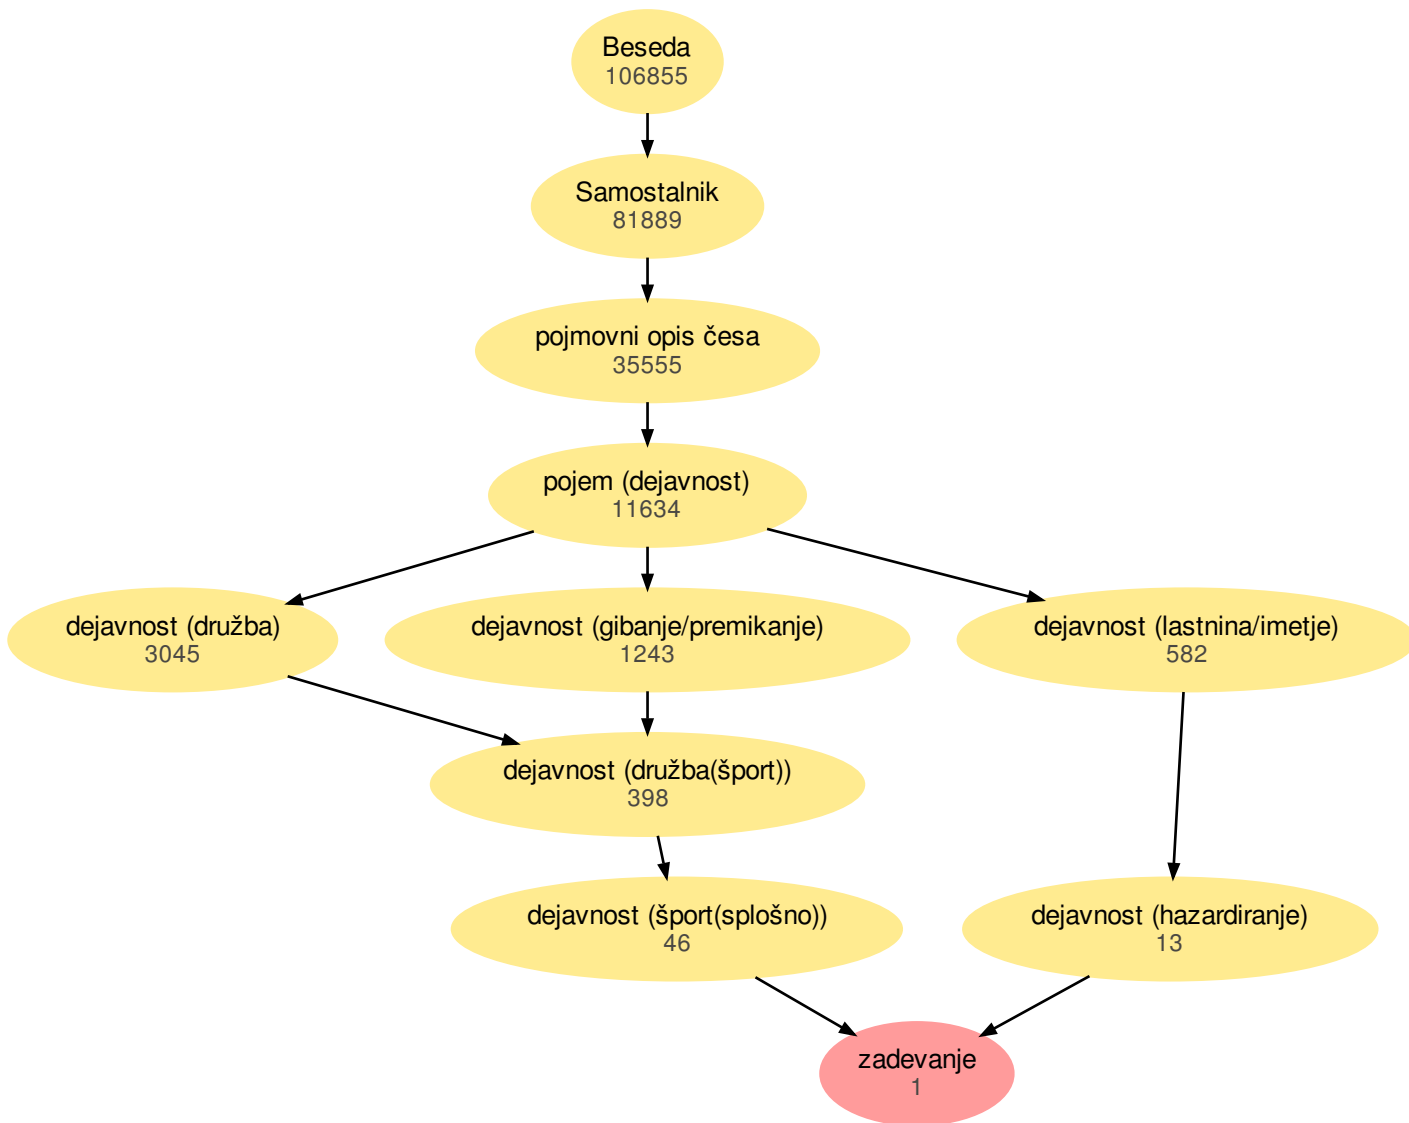 Beseda
106855
Samostalnik
81889
pojmovni opis česa
35555
pojem (dejavnost)
11634
dejavnost (družba)
3045
dejavnost (gibanje/premikanje)
1243
dejavnost (lastnina/imetje)
582
dejavnost (družba(šport))
398
dejavnost (šport(splošno))
46
dejavnost (hazardiranje)
13
zadevanje
1